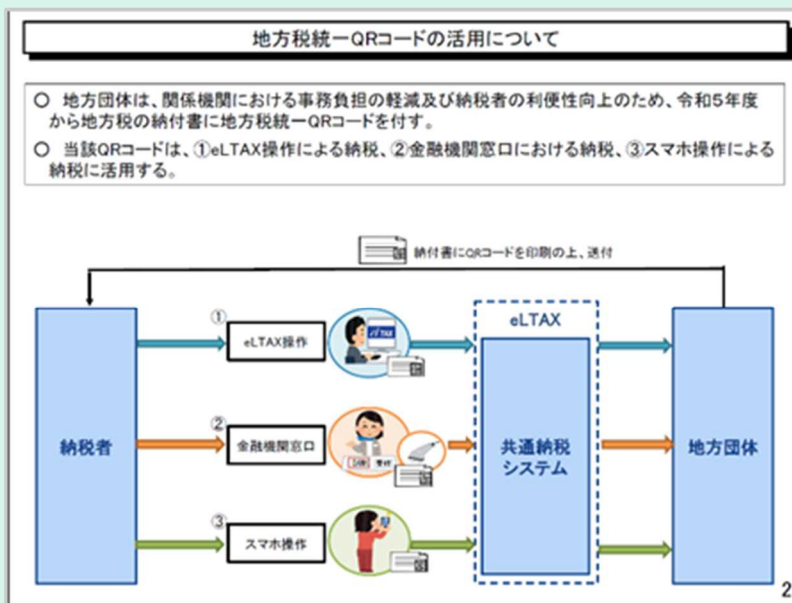 地方税統一QRコードの活用について
○ 地方団体は、関係機関における事務負担の軽減及び納税者の利便性向上のため、令和5年度
から地方税の納付書に地方税統一QRコードを付す。
○ 当該QRコードは、①eLTAX操作による納税、②金融機関窓口における納税、③スマホ操作による
納税に活用する。
納付書にQRコードを印刷の上、送付
納税者
①
eLTAX操作
②
金融機関窓口
③
スマホ操作
eLTAX
共通納税
システム
地方団体
2